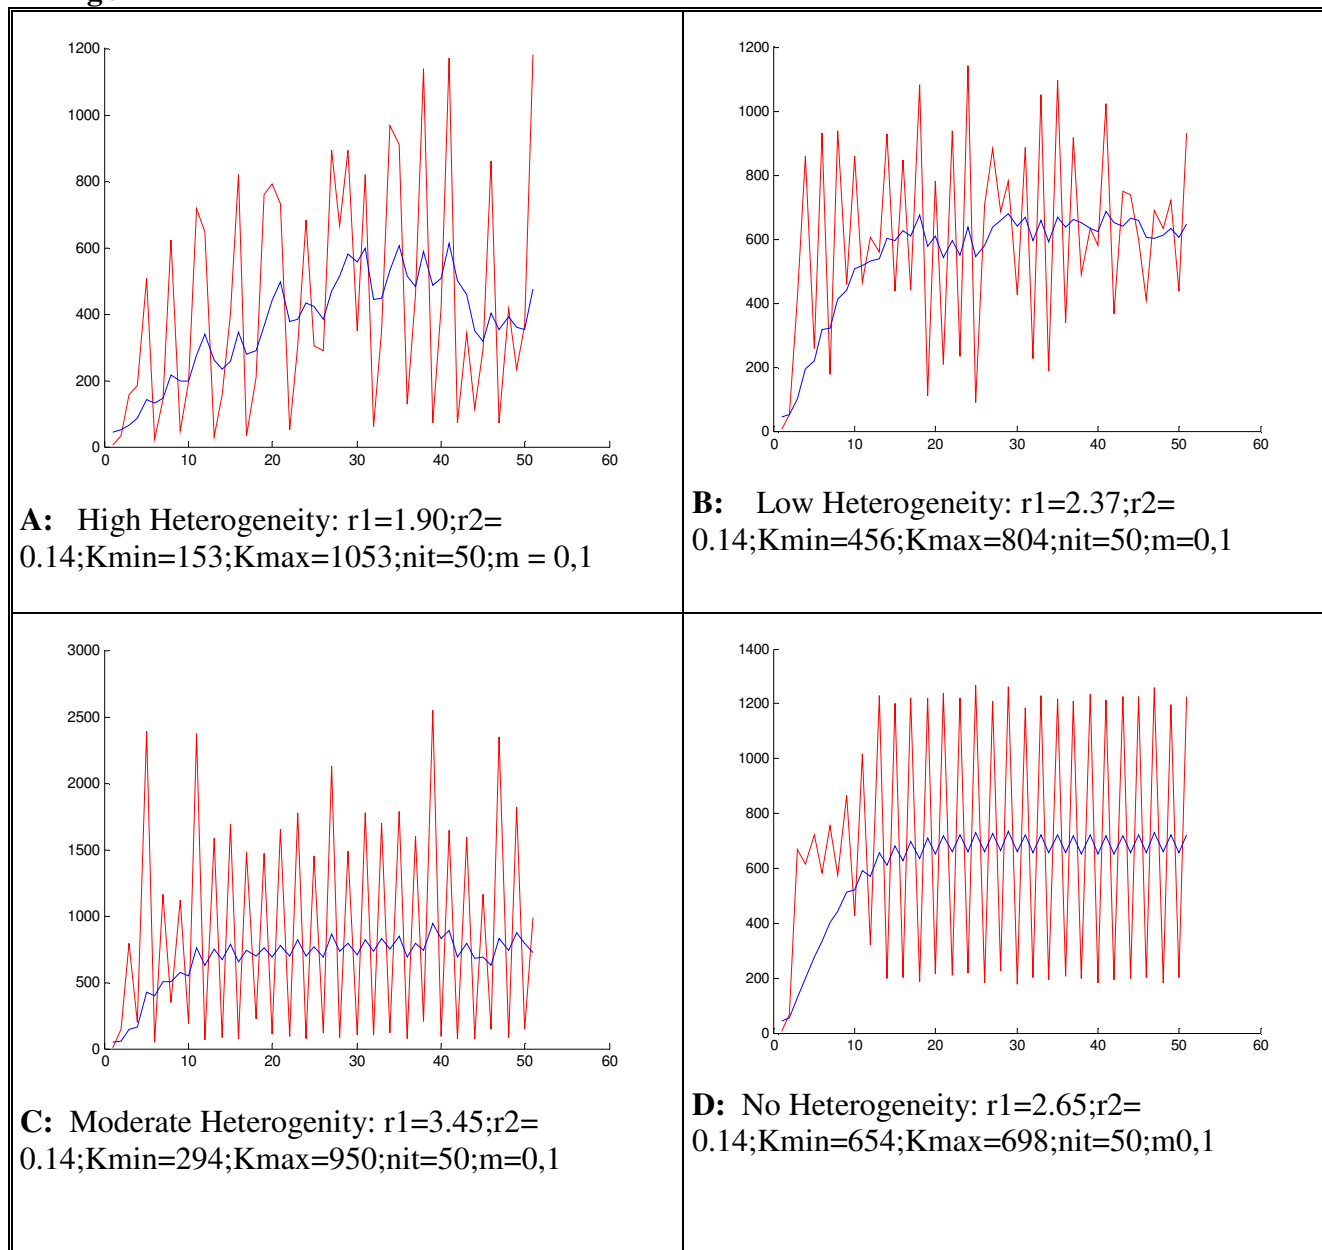 1200
1000
800
600
400
200
0
0 10 20 30 40 50 60
A: High Heterogeneity: r1=1.90;r2=
0.14;Kmin=153;Kmax=1053;nit=50;m = 0,1
1200
1000
800
600
400
200
0
0 10 20 30 40 50 60
B: Low Heterogeneity: r1=2.37;r2=
0.14;Kmin=456;Kmax=804;nit=50;m=0,1
3000
2500
2000
1500
1000
500
0
0 10 20 30 40 50 60
C: Moderate Heterogenity: r1=3.45;r2=
0.14;Kmin=294;Kmax=950;nit=50;m=0,1
1400
1200
1000
800
600
400
200
0
0 10 20 30 40 50 60
D: No Heterogeneity: r1=2.65;r2=
0.14;Kmin=654;Kmax=698;nit=50;m0,1